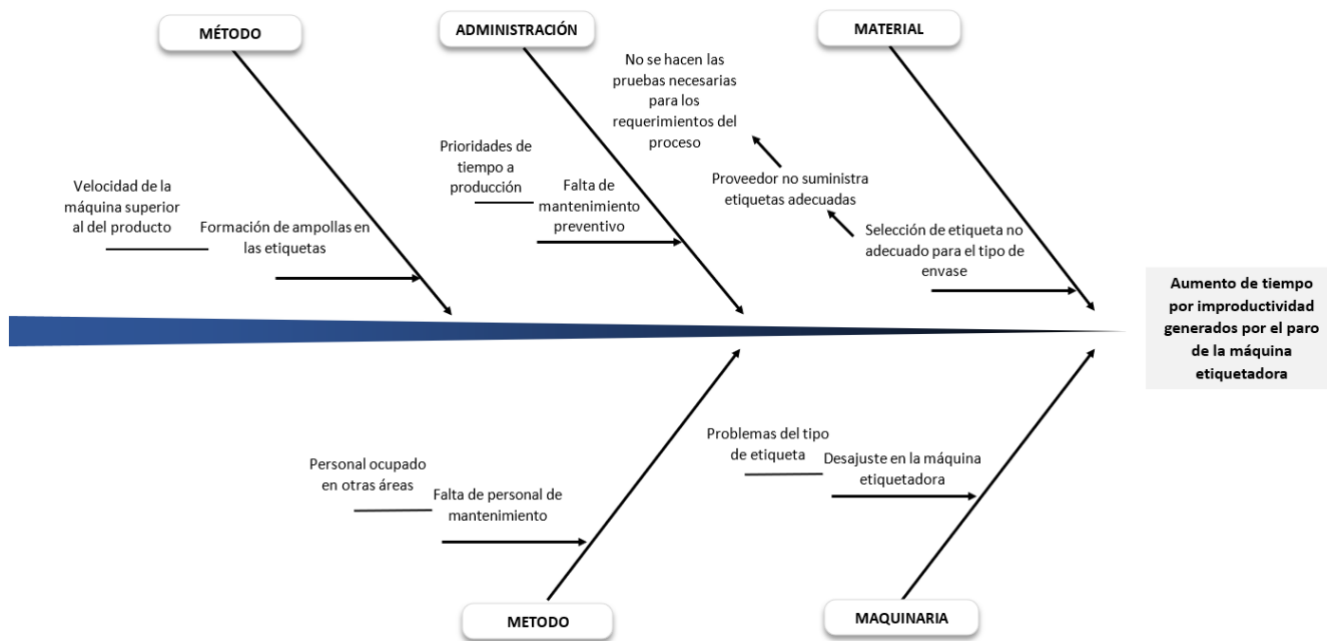 MÉTODO
ADMINISTRACIÓN
MATERIAL
No se hacen las
pruebas necesarias
para los
requerimientos del
proceso
Prioridades de
tiempo a
producción
Proveedor no suministra
etiquetas adecuadas
Velocidad de la
máquina superior
al del producto
Falta de
mantenimiento
preventivo
Formación de ampollas en
las etiquetas
Selección de etiqueta no
adecuado para el tipo de
envase
Aumento de tiempo
por improductividad
generados por el paro
de la máquina
etiquetadora
Problemas del tipo
de etiqueta
Desajuste en la máquina
etiquetadora
Personal ocupado
en otras áreas
Falta de personal de
mantenimiento
METODO
MAQUINARIA